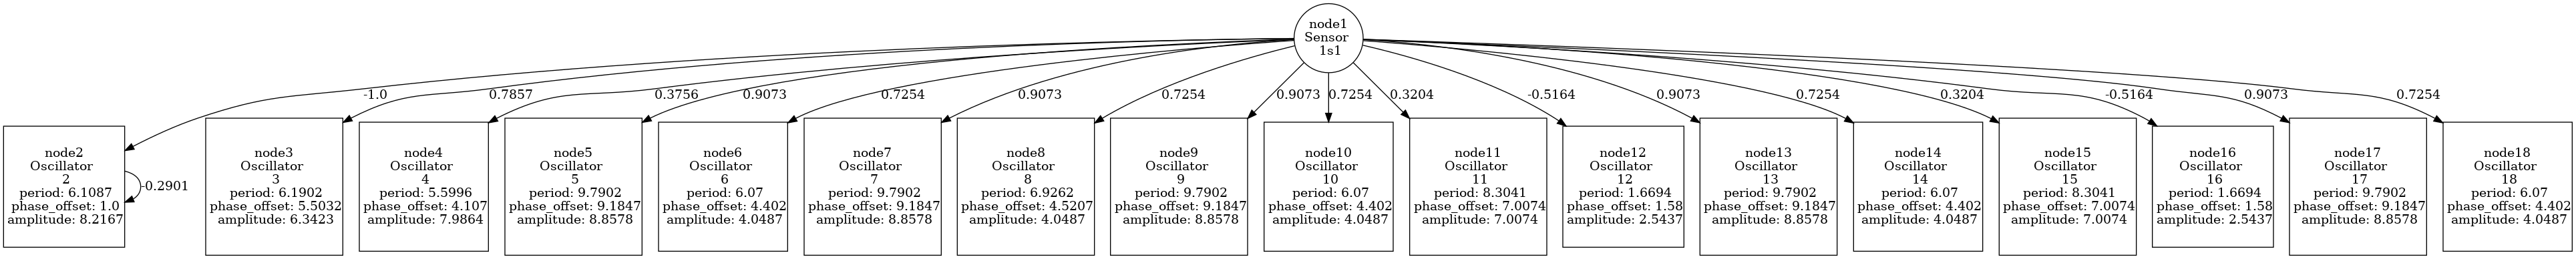 node1
Sensor
1s1
-1.0
0.7857
0.3756
0.9073
0.7254
0.9073
0.7254
0.9073
0.7254
0.3204
-0.5164
0.9073
0.7254
0.3204
-0.5164
0.9073
0.7254
node2
Oscillator
2
period: 6.1087
phase_offset: 1.0
amplitude: 8.2167
-0.2901
node3
Oscillator
3
period: 6.1902
phase_offset: 5.5032
amplitude: 6.3423
node4
Oscillator
4
period: 5.5996
phase_offset: 4.107
amplitude: 7.9864
node5
Oscillator
5
period: 9.7902
phase_offset: 9.1847
amplitude: 8.8578
node6
Oscillator
6
period: 6.07
phase_offset: 4.402
amplitude: 4.0487
node7
Oscillator
7
period: 9.7902
phase_offset: 9.1847
amplitude: 8.8578
node8
Oscillator
8
period: 6.9262
phase_offset: 4.5207
amplitude: 4.0487
node9
Oscillator
9
period: 9.7902
phase_offset: 9.1847
amplitude: 8.8578
node10
Oscillator
10
period: 6.07
phase_offset: 4.402
amplitude: 4.0487
node11
Oscillator
11
period: 8.3041
phase_offset: 7.0074
amplitude: 7.0074
node12
Oscillator
12
period: 1.6694
phase_offset: 1.58
amplitude: 2.5437
node13
Oscillator
13
period: 9.7902
phase_offset: 9.1847
amplitude: 8.8578
node14
Oscillator
14
period: 6.07
phase_offset: 4.402
amplitude: 4.0487
node15
Oscillator
15
period: 8.3041
phase_offset: 7.0074
amplitude: 7.0074
node16
Oscillator
16
period: 1.6694
phase_offset: 1.58
amplitude: 2.5437
node17
Oscillator
17
period: 9.7902
phase_offset: 9.1847
amplitude: 8.8578
node18
Oscillator
18
period: 6.07
phase_offset: 4.402
amplitude: 4.0487